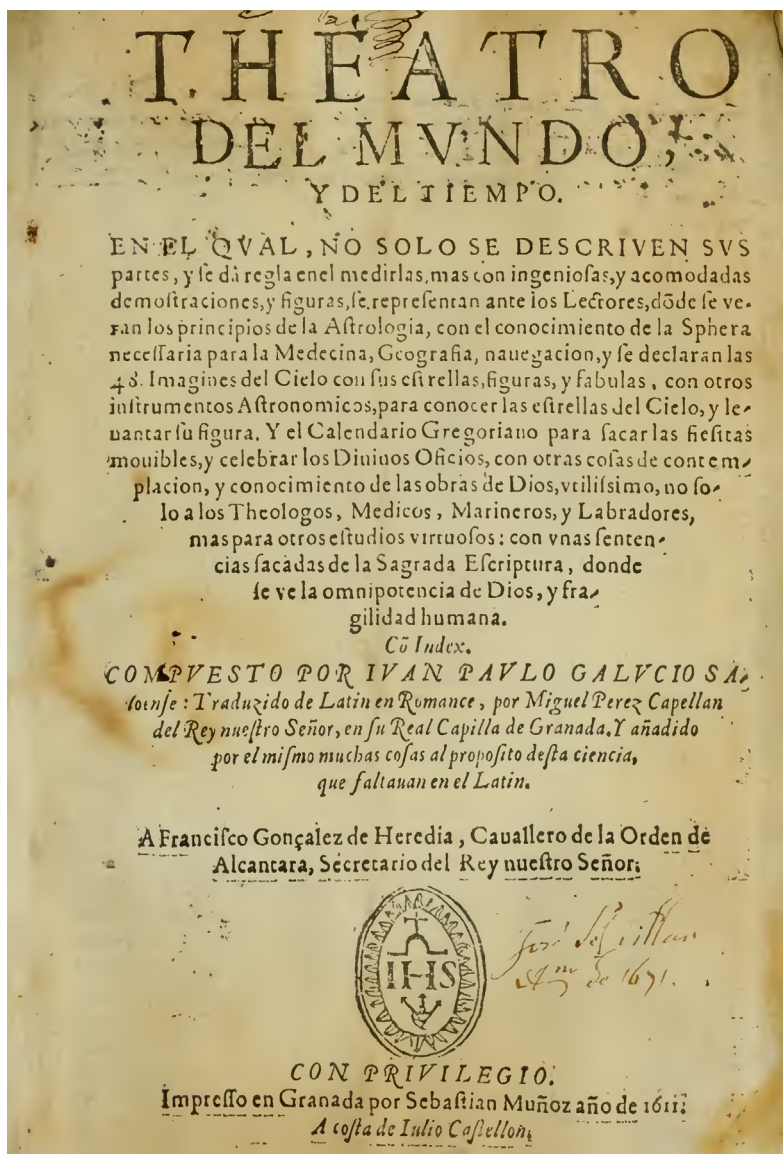 THEATRO
DEL MVNDO,
Y DEL TIEMPO.
EN EL QVAL, NO SOLO SE DESCRIVEN SVS
partes, y ſe dà regla enel medirlas, mas con ingenioſas, y acomodadas
demoſtraciones, y figuras, ſe repreſentan ante los Lectores, dōde ſe ve-
ran los principios de la Aſtrologia, con el conocimiento de la Sphera
neceſſaria para la Medecina, Geografia, nauegacion, y ſe declaran las
48. Imagines del Cielo con ſus eſtrellas, figuras, y fabulas, con otros
inſtrumentos Aſtronomicos, para conocer las eſtrellas del Cielo, y le-
uantar ſu figura. Y el Calendario Gregoriano para ſacar las fieſtas
mouibles, y celebrar los Diuinos Oficios, con otras coſas de contem-
placion, y conocimiento de las obras de Dios, vtiliſsimo, no ſo-
lo a los Theologos, Medicos, Marineros, y Labradores,
mas para otros eſtudios virtuoſos: con vnas ſenten-
cias ſacadas de la Sagrada Eſcriptura, donde
ſe ve la omnipotencia de Dios, y fra-
gilidad humana.
Cō Index.
COMPVESTO POR IVAN PAVLO GALVCIO SA-
loenſe: Traduzido de Latin en Romance, por Miguel Perez Capellan
del Rey nueſtro Señor, en ſu Real Capilla de Granada. Y añadido
por el miſmo muchas coſas al propoſito deſta ciencia,
que faltauan en el Latin.
A Franciſco Gonçalez de Heredia, Cauallero de la Orden de
Alcantara, Secretario del Rey nueſtro Señor.
IHS
de 1671.
CON PRIVILEGIO.
Impreſſo en Granada por Sebaſtian Muñoz año de 1611.
A coſta de Iulio Caſtellon.